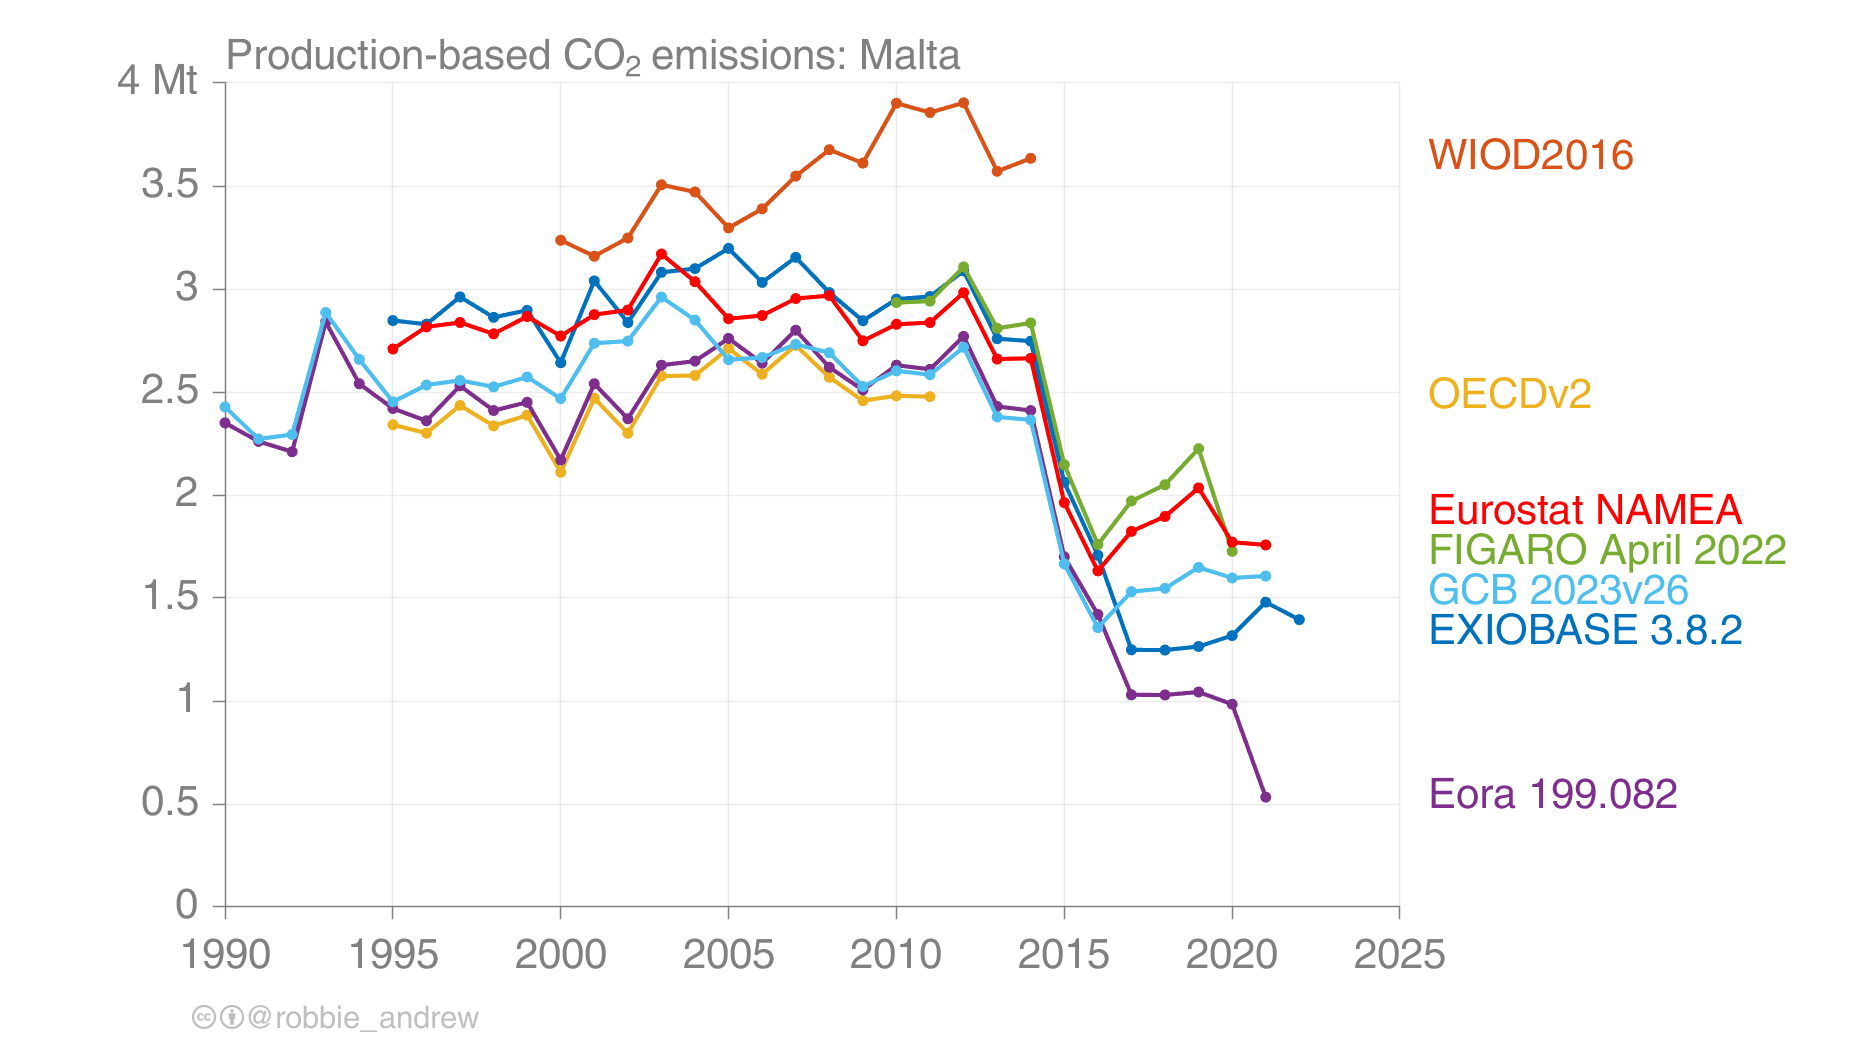 Production-based CO₂ emissions: Malta
4 Mt
3.5
3
2.5
2
1.5
1
0.5
0
1990 1995 2000 2005 2010 2015 2020 2025
WIOD2016
OECDv2
Eurostat NAMEA
FIGARO April 2022
GCB 2023v26
EXIOBASE 3.8.2
Eora 199.082
cc @robbie_andrew